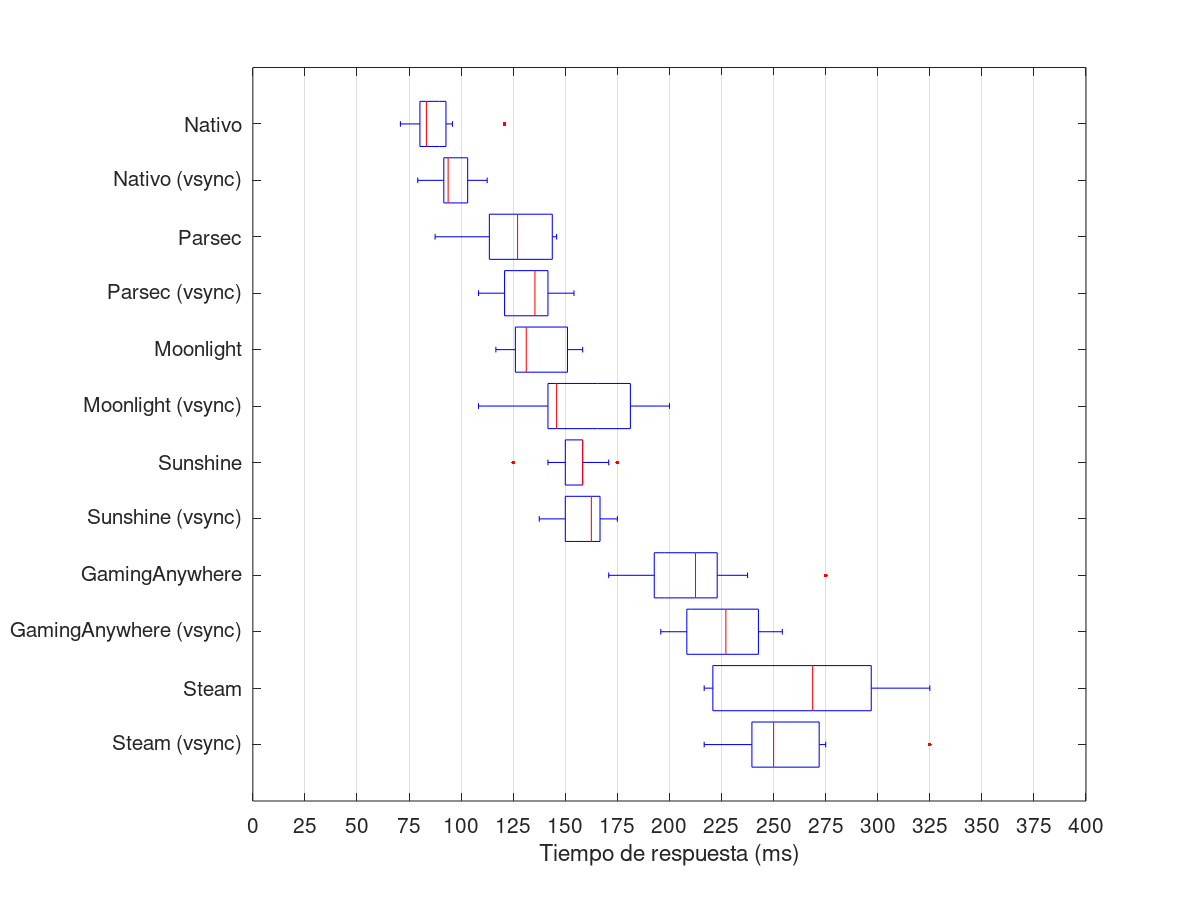 Nativo
Nativo (vsync)
Parsec
Parsec (vsync)
Moonlight
Moonlight (vsync)
Sunshine
Sunshine (vsync)
GamingAnywhere
GamingAnywhere (vsync)
Steam
Steam (vsync)
0 25 50 75 100 125 150 175 200 225 250 275 300 325 350 375 400
Tiempo de respuesta (ms)